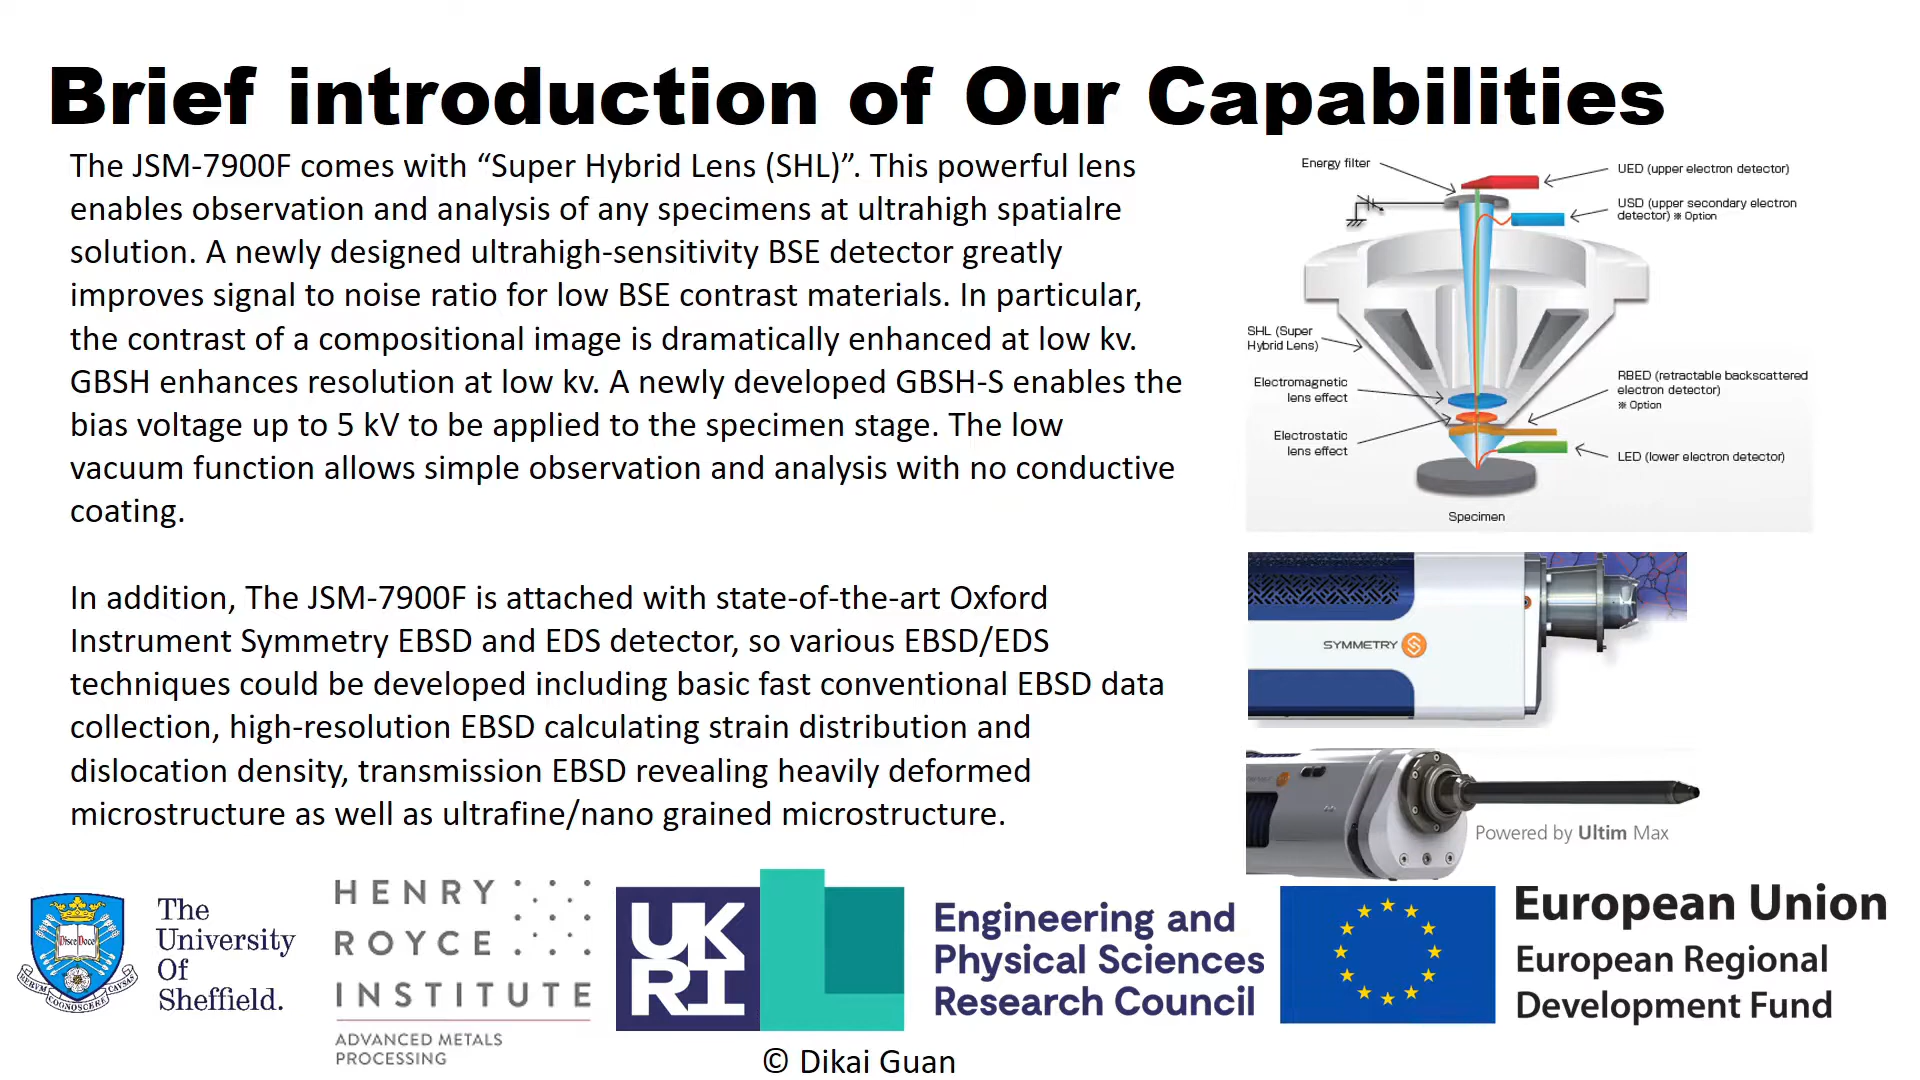 Brief introduction of Our Capabilities
The JSM-7900F comes with “Super Hybrid Lens (SHL)”. This powerful lens
enables observation and analysis of any specimens at ultrahigh spatialre
solution. A newly designed ultrahigh-sensitivity BSE detector greatly
improves signal to noise ratio for low BSE contrast materials. In particular,
the contrast of a compositional image is dramatically enhanced at low kv.
GBSH enhances resolution at low kv. A newly developed GBSH-S enables the
bias voltage up to 5 kV to be applied to the specimen stage. The low
vacuum function allows simple observation and analysis with no conductive
coating.
In addition, The JSM-7900F is attached with state-of-the-art Oxford
Instrument Symmetry EBSD and EDS detector, so various EBSD/EDS
techniques could be developed including basic fast conventional EBSD data
collection, high-resolution EBSD calculating strain distribution and
dislocation density, transmission EBSD revealing heavily deformed
microstructure as well as ultrafine/nano grained microstructure.
Energy filter
UED (upper electron detector)
USD (upper secondary electron
detector) ※ Option
SHL (Super
Hybrid Lens)
Electromagnetic
lens effect
Electrostatic
lens effect
RBED (retractable backscattered
electron detector)
※ Option
LED (lower electron detector)
Specimen
SYMMETRY
Powered by Ultim Max
Disce Doce
RERVM COGNOSCERE CAVSAS
The
University
Of
Sheffield.
HENRY
ROYCE
INSTITUTE
ADVANCED METALS
PROCESSING
UK
RI
Engineering and
Physical Sciences
Research Council
European Union
European Regional
Development Fund
© Dikai Guan